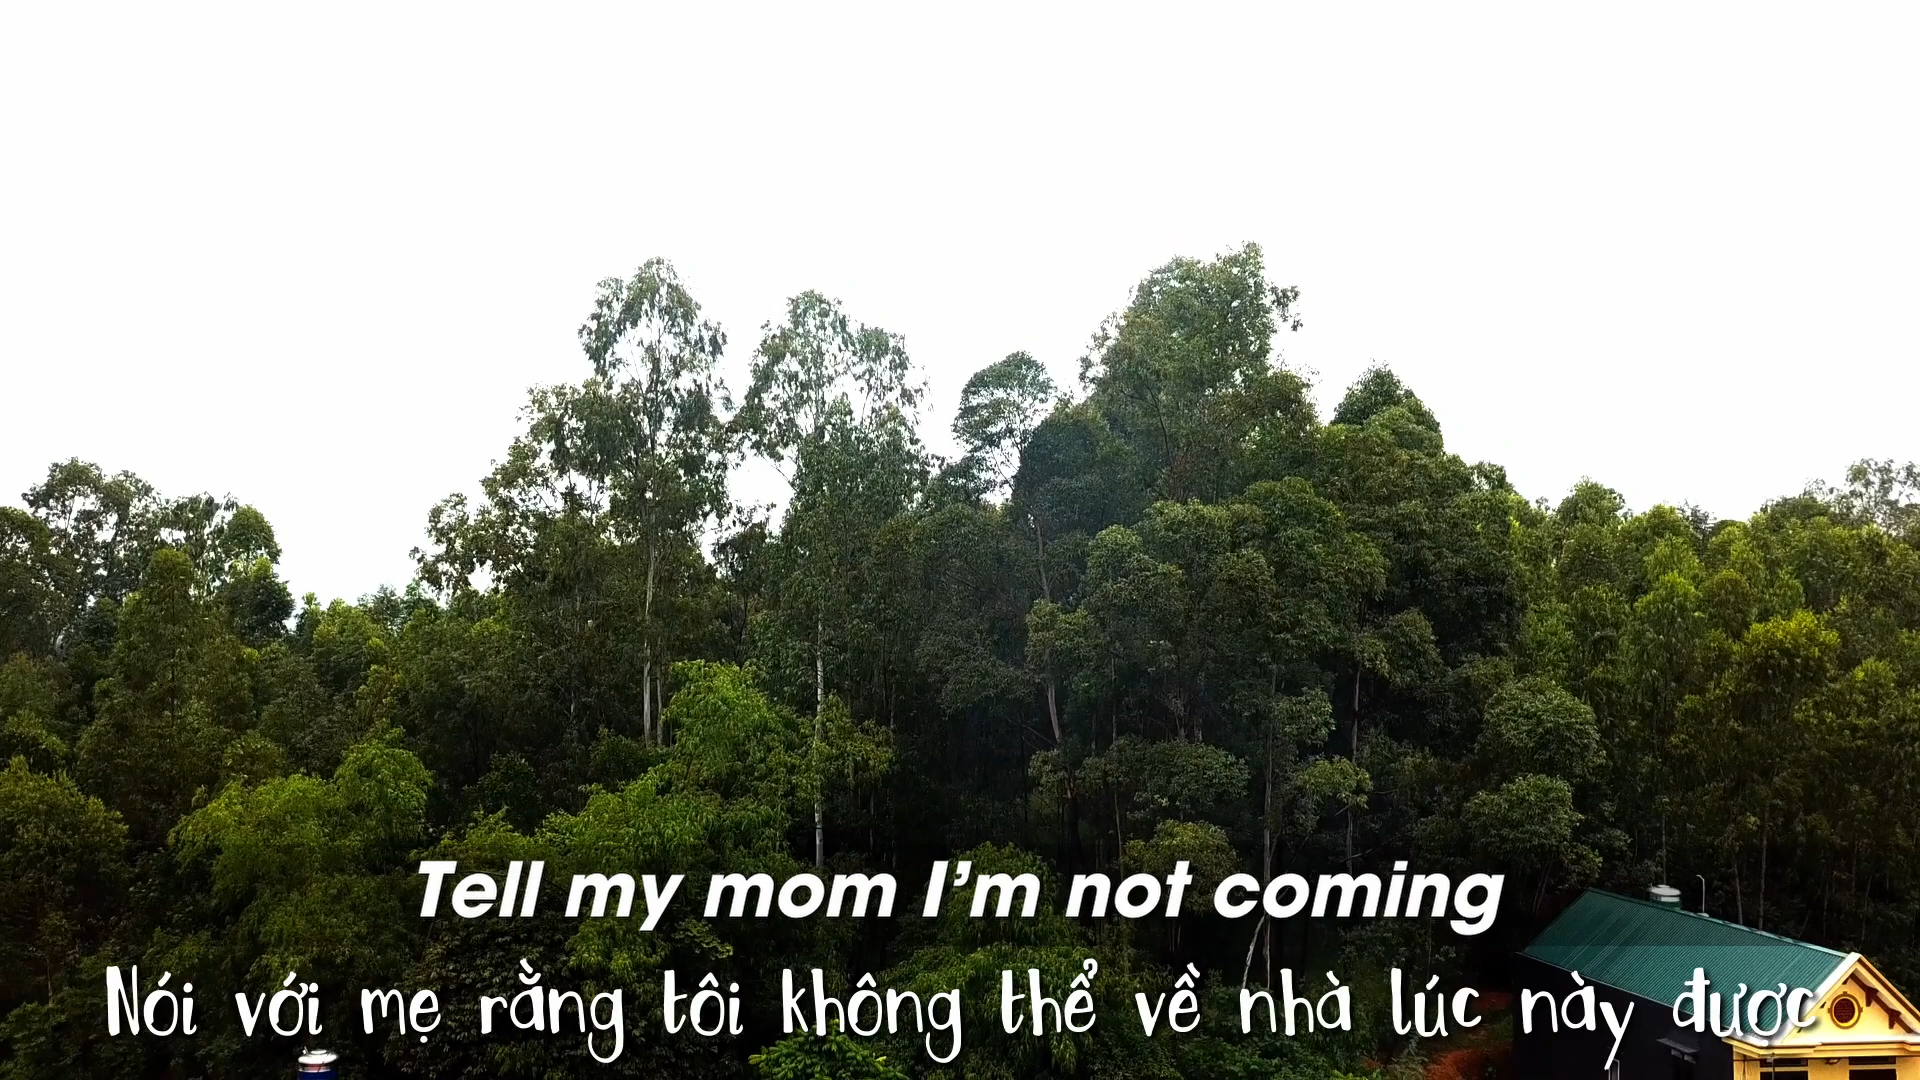 Tell my mom I'm not coming
Nói với mẹ rằng tôi không thể về nhà lúc này được